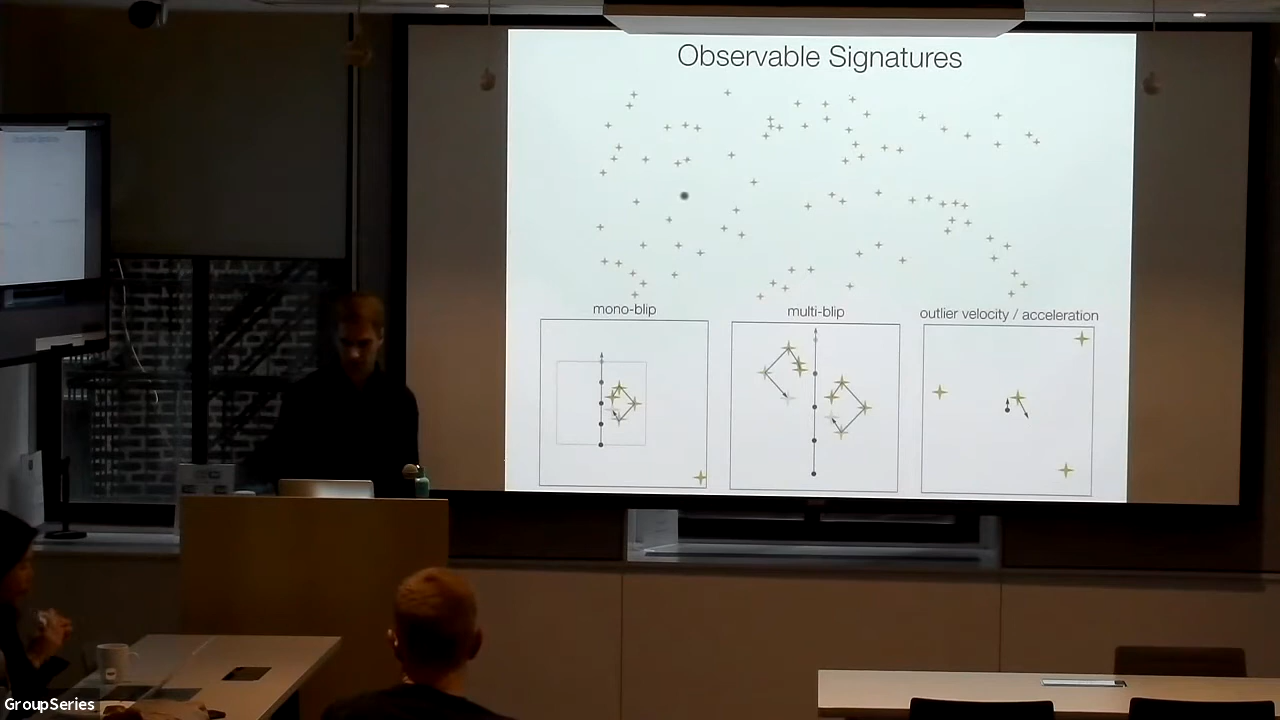 Observable Signatures
mono-blip
multi-blip
outlier velocity / acceleration
GroupSeries